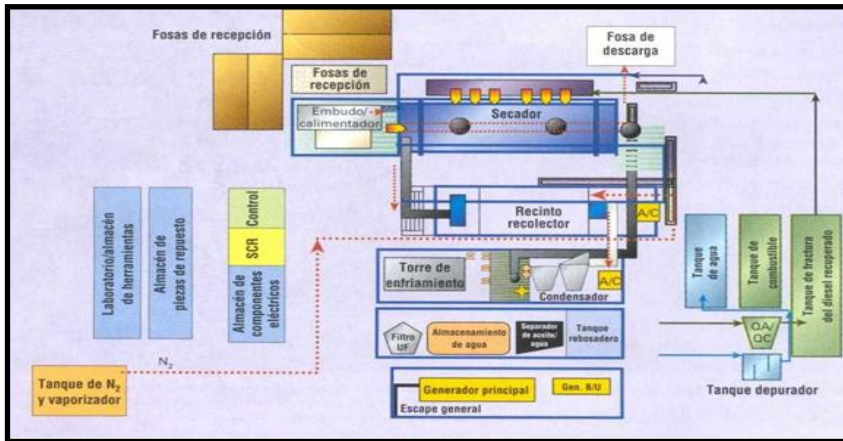 Fosas de recepción
Fosas de
recepción
Fosa de
descarga
Embudo/
calimentador
Secador
Recinto
recolector
A/C
Torre de
enfriamiento
Condensador
A/C
Laboratorio/almacén
de herramientas
Almacén de
piezas de repuesto
Control
SCR
Almacén de
componentes
eléctricos
Tanque
de agua
Tanque de
combustible
Tanque de fractura
del diesel recuperado
Filtro
UF
Almacenamiento
de agua
Separador
de aceite/
agua
Tanque
rebosadero
QA/
QC
Tanque depurador
N2
Tanque de N2
y vaporizador
Generador principal
Gen. B/U
Escape general